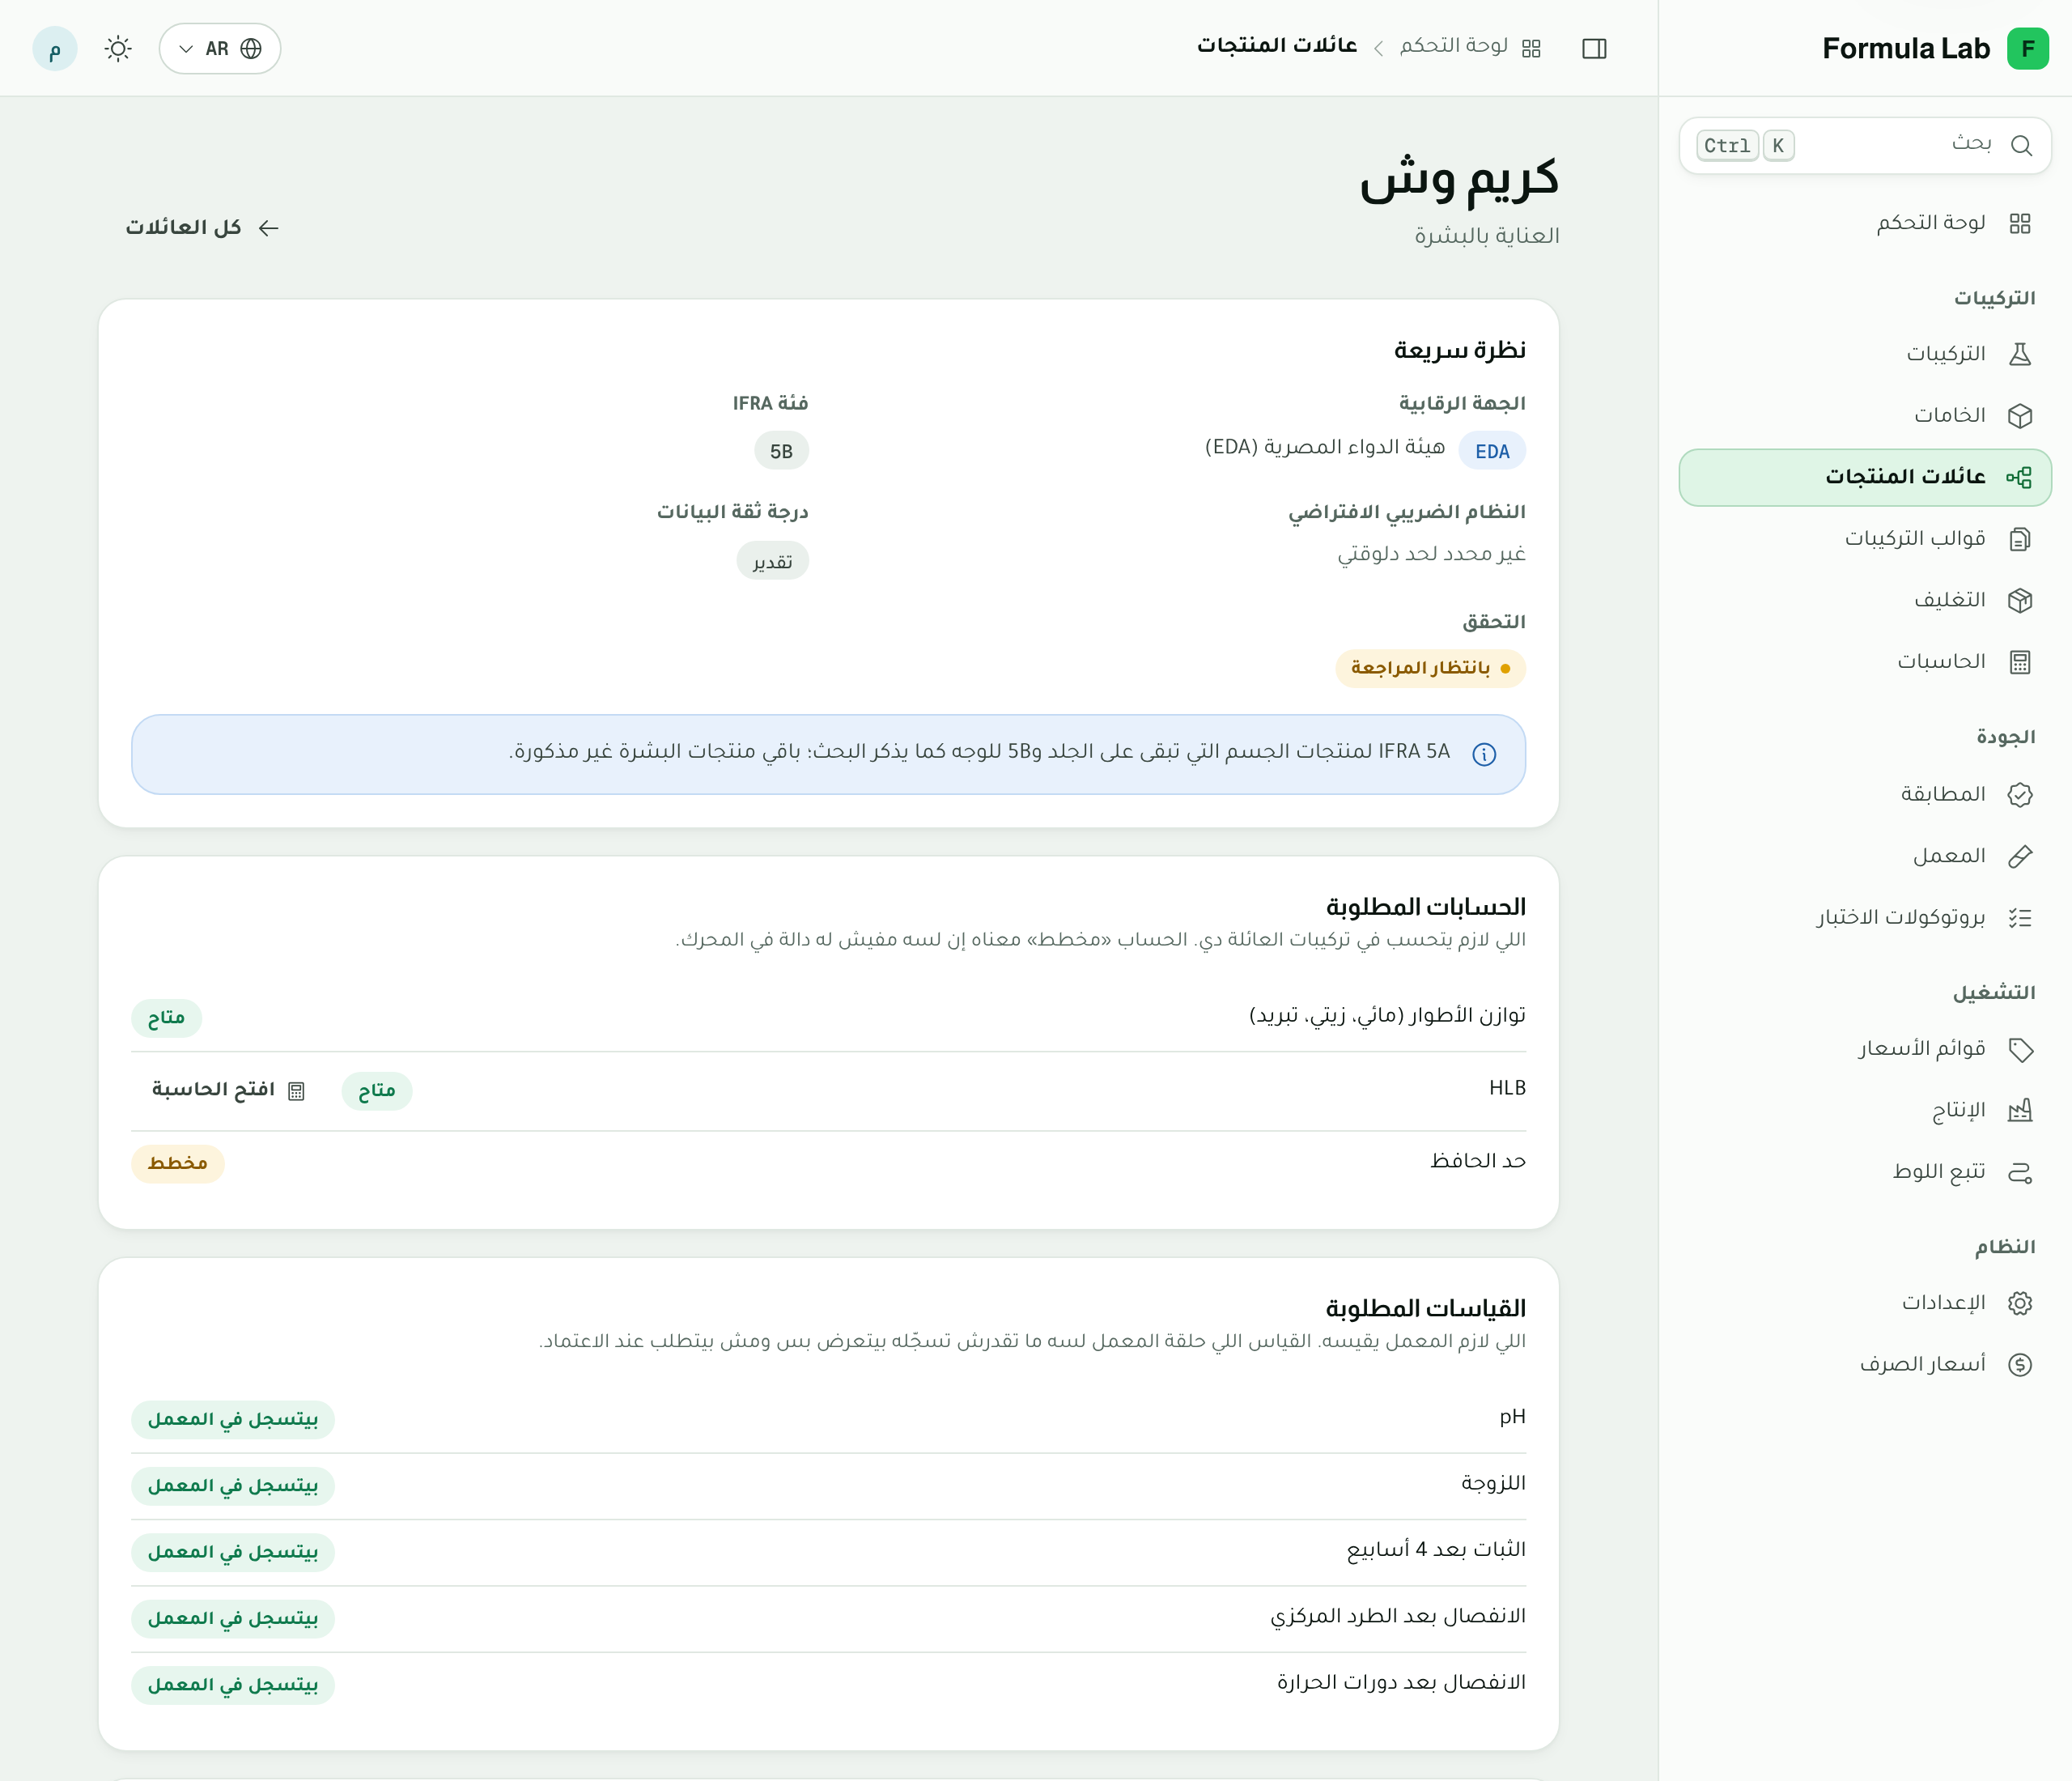 F Formula Lab
بحث
Ctrl K
لوحة التحكم
التركيبات
التركيبات
الخامات
عائلات المنتجات
قوالب التركيبات
التغليف
الحاسبات
الجودة
المطابقة
المعمل
بروتوكولات الاختبار
التشغيل
قوائم الأسعار
الإنتاج
تتبع اللوط
النظام
الإعدادات
أسعار الصرف
لوحة التحكم
عائلات المنتجات
AR
م
كريم وش
العناية بالبشرة
كل العائلات
نظرة سريعة
الجهة الرقابية
EDA هيئة الدواء المصرية (EDA)
فئة IFRA
5B
النظام الضريبي الافتراضي
غير محدد لحد دلوقتي
درجة ثقة البيانات
تقدير
التحقق
بانتظار المراجعة
IFRA 5A لمنتجات الجسم التي تبقى على الجلد و5B للوجه كما يذكر البحث؛ باقي منتجات البشرة غير مذكورة.
الحسابات المطلوبة
اللي لازم يتحسب في تركيبات العائلة دي. الحساب «مخطط» معناه إن لسه مفيش له دالة في المحرك.
توازن الأطوار (مائي، زيتي، تبريد) متاح
HLB متاح افتح الحاسبة
حد الحافظ مخطط
القياسات المطلوبة
اللي لازم المعمل يقيسه. القياس اللي حلقة المعمل لسه ما تقدرش تسجّله بيتعرض بس ومش بيتطلب عند الاعتماد.
pH بيتسجل في المعمل
اللزوجة بيتسجل في المعمل
الثبات بعد 4 أسابيع بيتسجل في المعمل
الانفصال بعد الطرد المركزي بيتسجل في المعمل
الانفصال بعد دورات الحرارة بيتسجل في المعمل